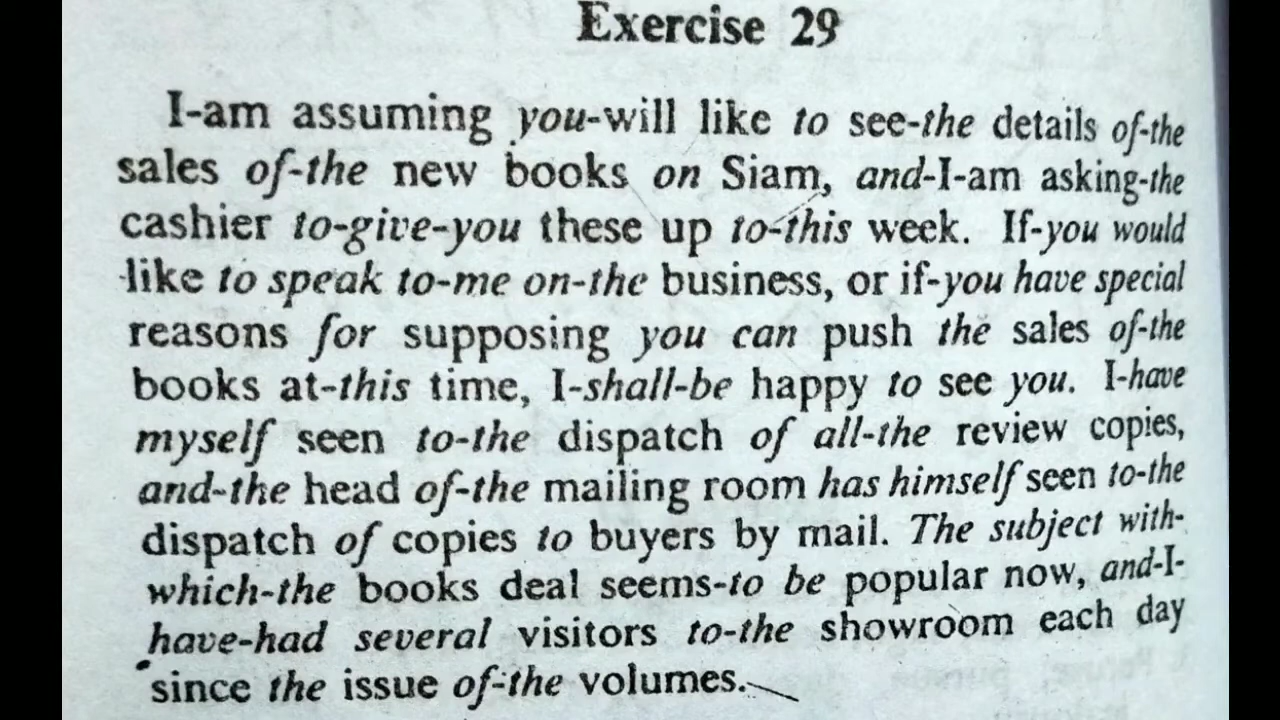 Exercise 29
I-am assuming you-will like to see-the details of-the
sales of-the new books on Siam, and-I-am asking-the
cashier to-give-you these up to-this week. If-you would
like to speak to-me on-the business, or if-you have special
reasons for supposing you can push the sales of-the
books at-this time, I-shall-be happy to see you. I-have
myself seen to-the dispatch of all-the review copies,
and-the head of-the mailing room has himself seen to-the
dispatch of copies to buyers by mail. The subject with-
which-the books deal seems-to be popular now, and-I-
have-had several visitors to-the showroom each day
since the issue of-the volumes.